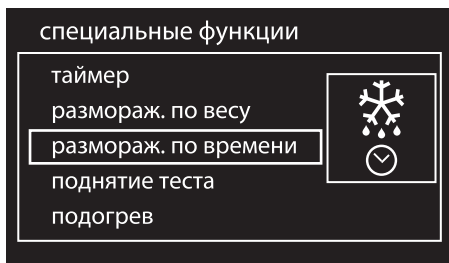 специальные функции
таймер
размораж. по весу
размораж. по времени
поднятие теста
подогрев